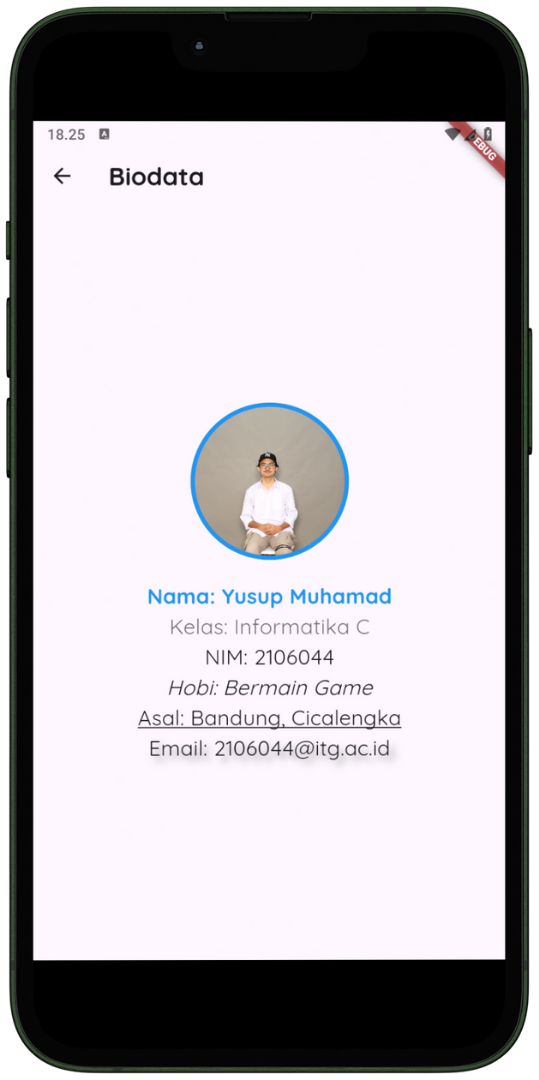 18.25 A
Biodata
Nama: Yusup Muhamad
Kelas: Informatika C
NIM: 2106044
Hobi: Bermain Game
Asal: Bandung, Cicalengka
Email: 2106044@itg.ac.id